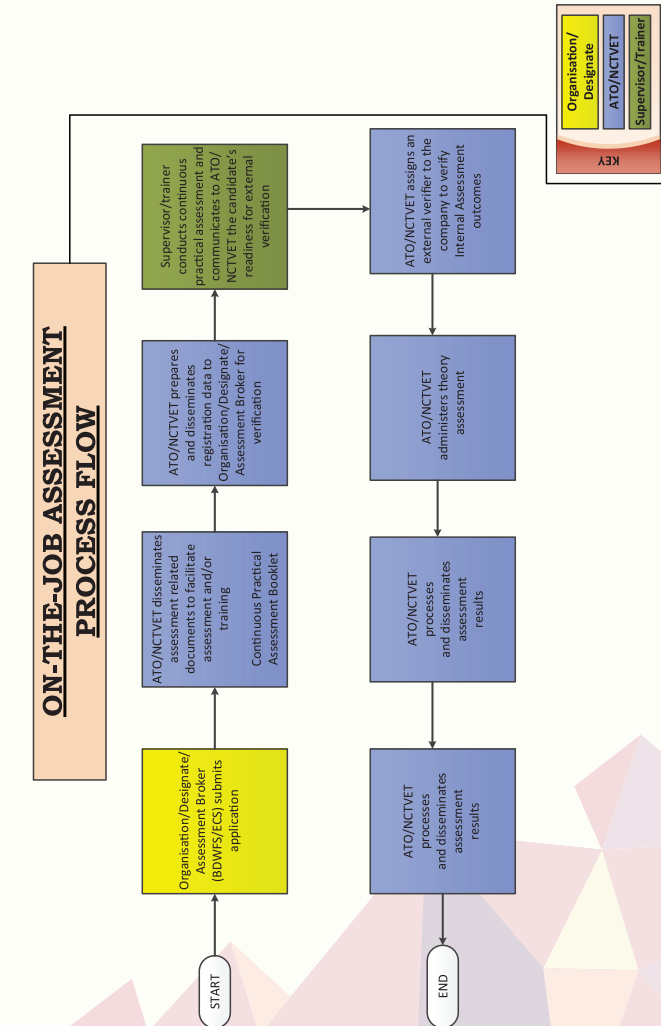 ON-THE-JOB ASSESSMENT
PROCESS FLOW
START
Organisation/Designate/
Assessment Broker
(BDWFS/ECS) submits
application
ATO/NCTVET disseminates
assessment related
documents to facilitate
assessment and/or
training
Continuous Practical
Assessment Booklet
ATO/NCTVET prepares
and disseminates
registration data to
Organisation/Designate/
Assessment Broker for
verification
Supervisor/trainer
conducts continuous
practical assessment and
communicates to ATO/
NCTVET the candidate's
readiness for external
verification
ATO/NCTVET assigns an
external verifier to the
company to verify
Internal Assessment
outcomes
ATO/NCTVET
administers theory
assessment
ATO/NCTVET
processes
and disseminates
assessment
results
ATO/NCTVET
processes
and disseminates
assessment
results
END
KEY
Organisation/
Designate
ATO/NCTVET
Supervisor/Trainer